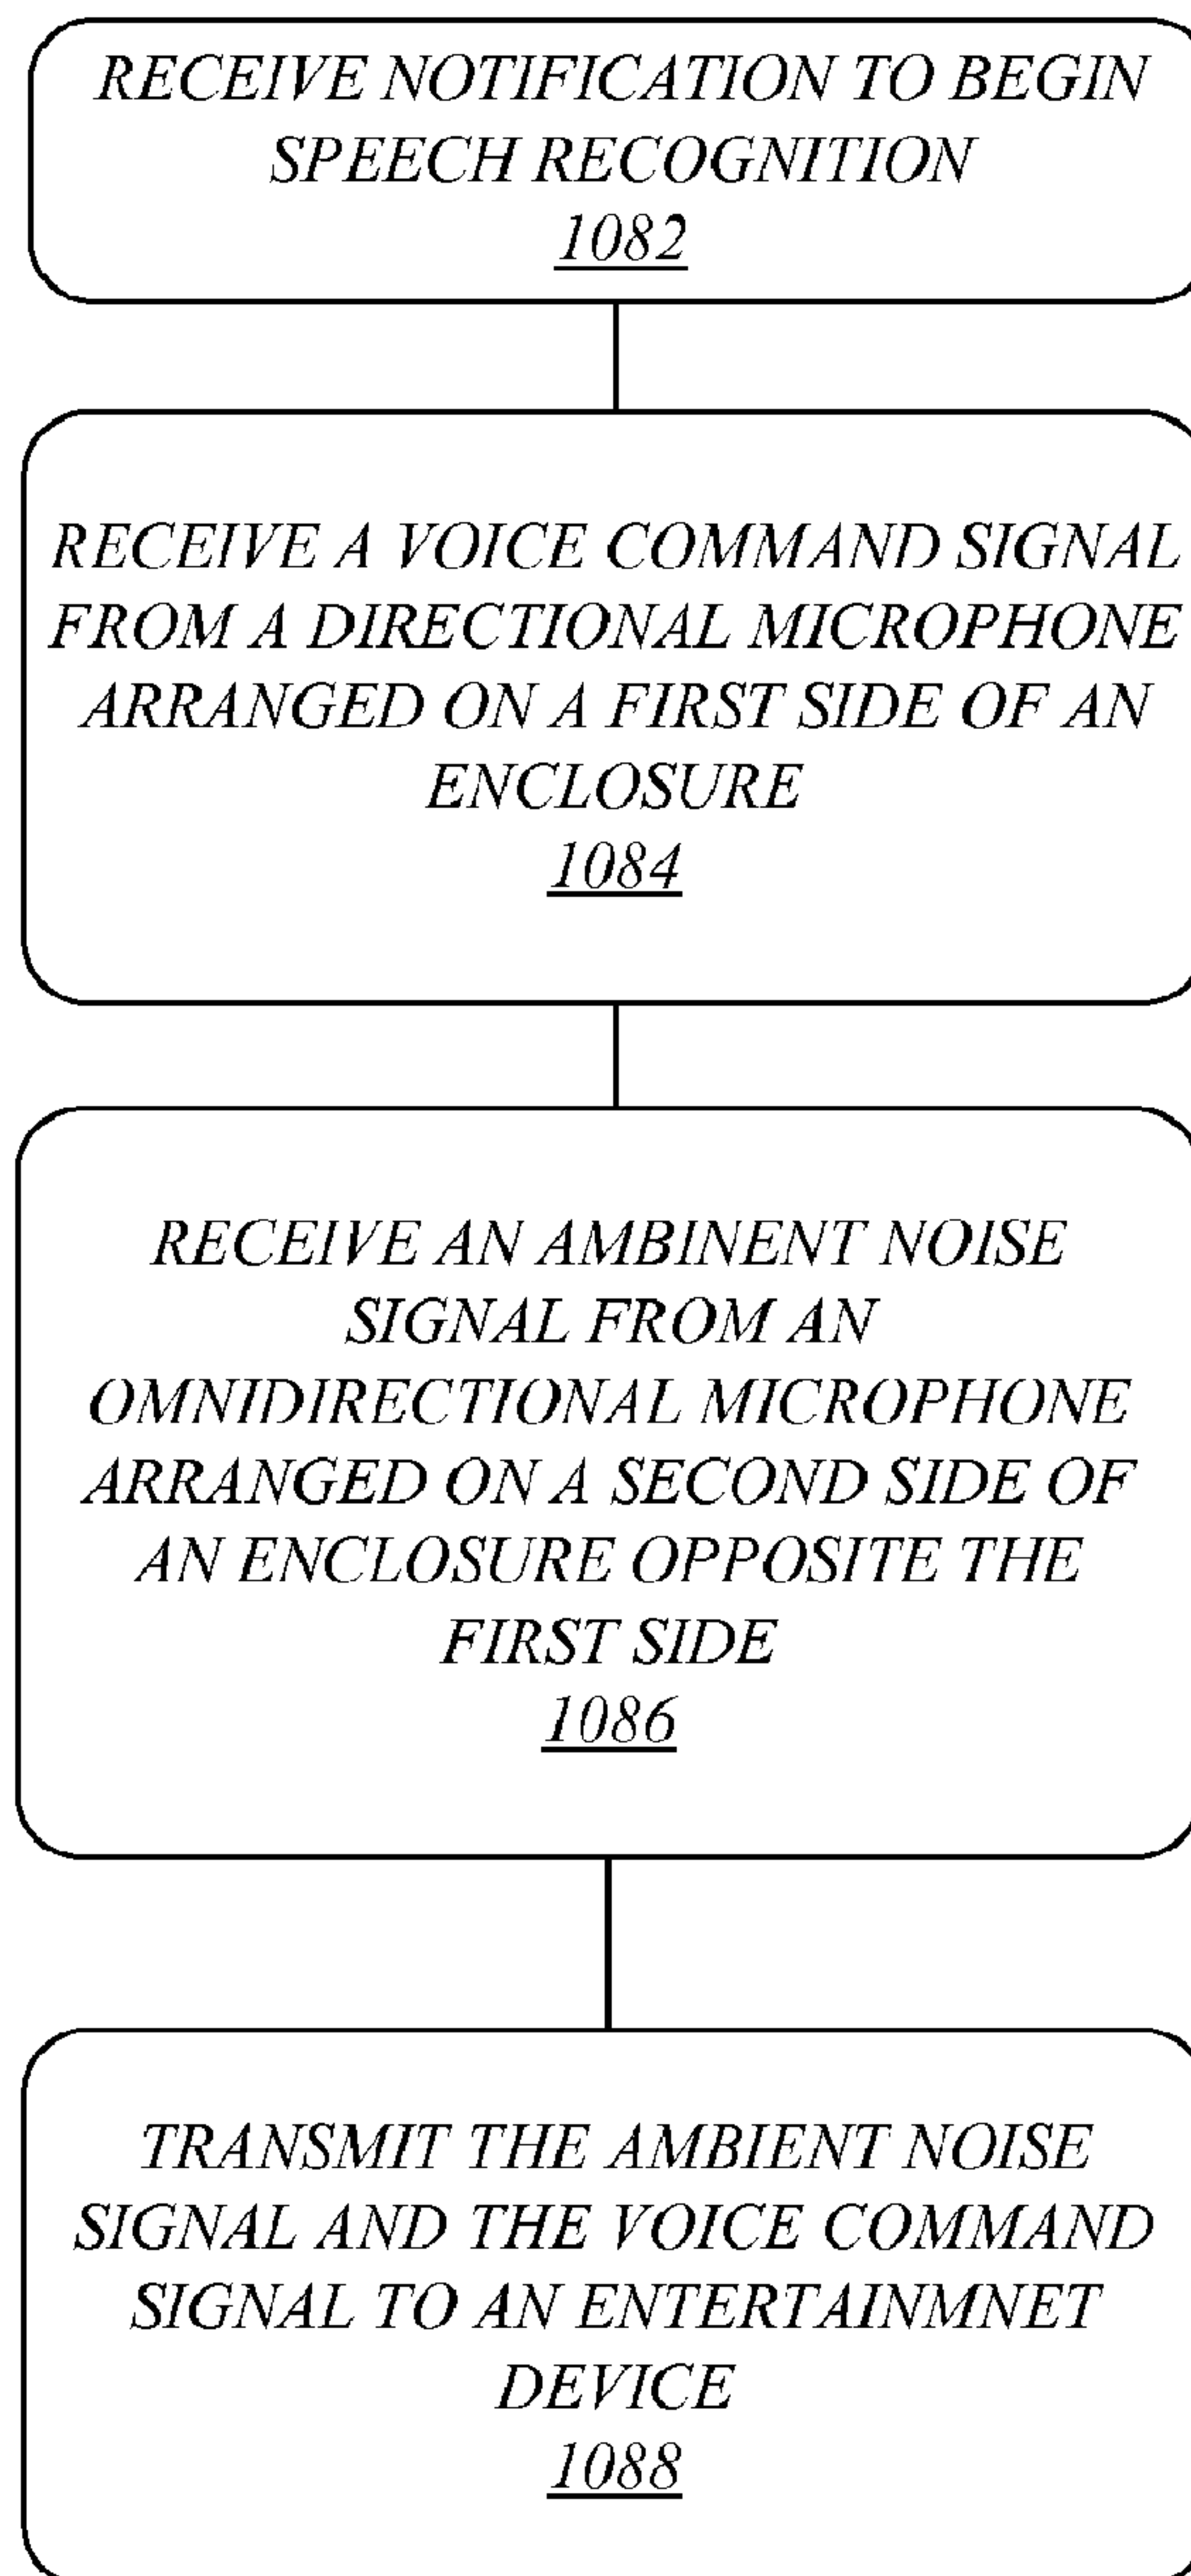 RECEIVE NOTIFICATION TO BEGIN
SPEECH RECOGNITION
1082
RECEIVE A VOICE COMMAND SIGNAL
FROM A DIRECTIONAL MICROPHONE
ARRANGED ON A FIRST SIDE OF AN
ENCLOSURE
1084
RECEIVE AN AMBINENT NOISE
SIGNAL FROM AN
OMNIDIRECTIONAL MICROPHONE
ARRANGED ON A SECOND SIDE OF
AN ENCLOSURE OPPOSITE THE
FIRST SIDE
1086
TRANSMIT THE AMBIENT NOISE
SIGNAL AND THE VOICE COMMAND
SIGNAL TO AN ENTERTAINMNET
DEVICE
1088